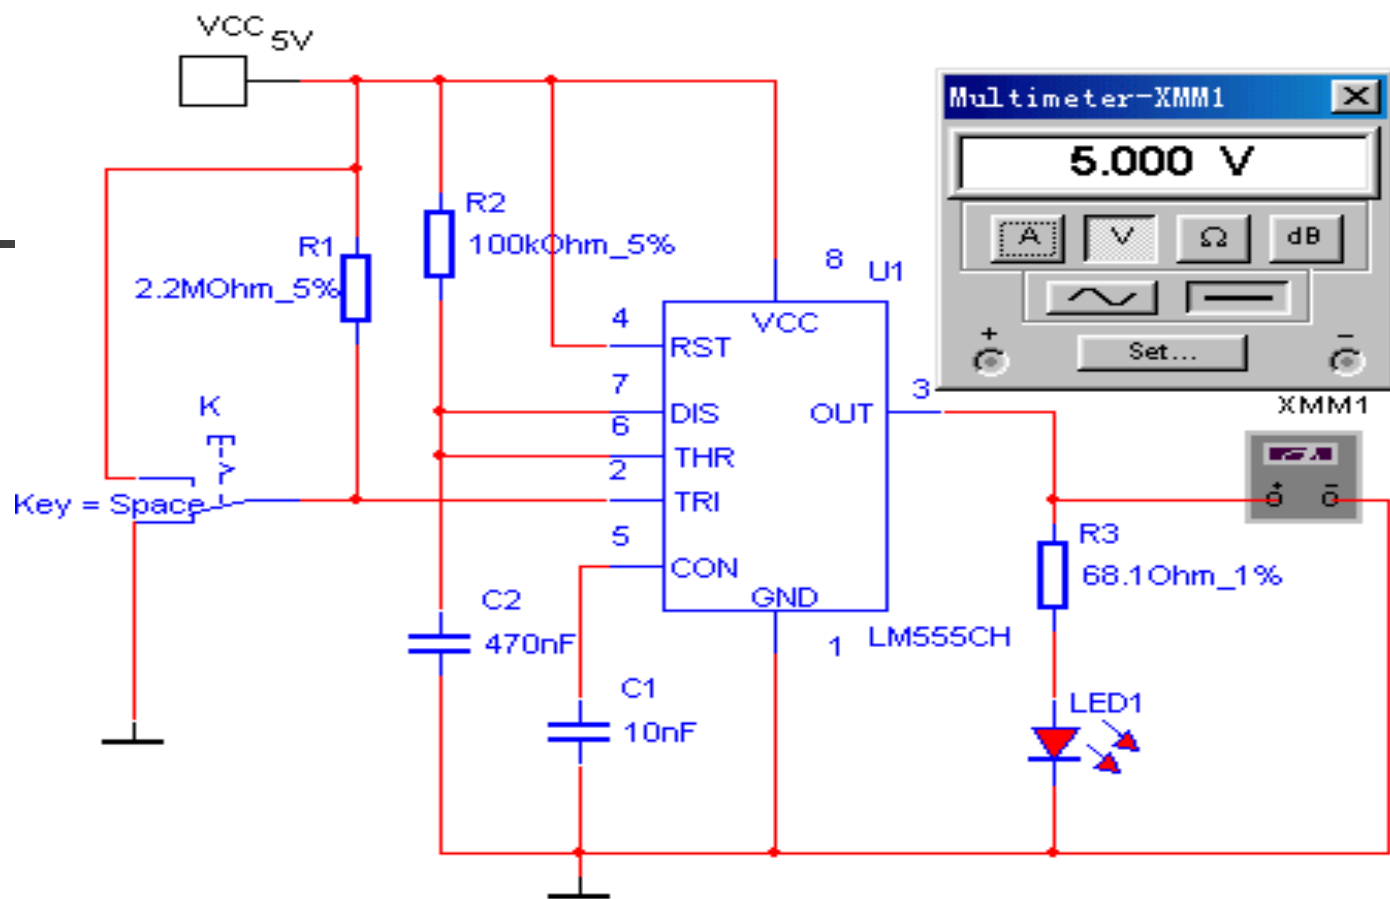 VCC 5V
Multimeter-XMM1
5.000 V
A V Ω dB
Set...
+ −
XMM1
+ −
R1
2.2MOhm_5%
R2
100kOhm_5%
K
Key = Space
8 U1
VCC
4 RST
7 DIS
6 THR
2 TRI
5 CON
OUT 3
GND
1 LM555CH
C2
470nF
C1
10nF
R3
68.1Ohm_1%
LED1